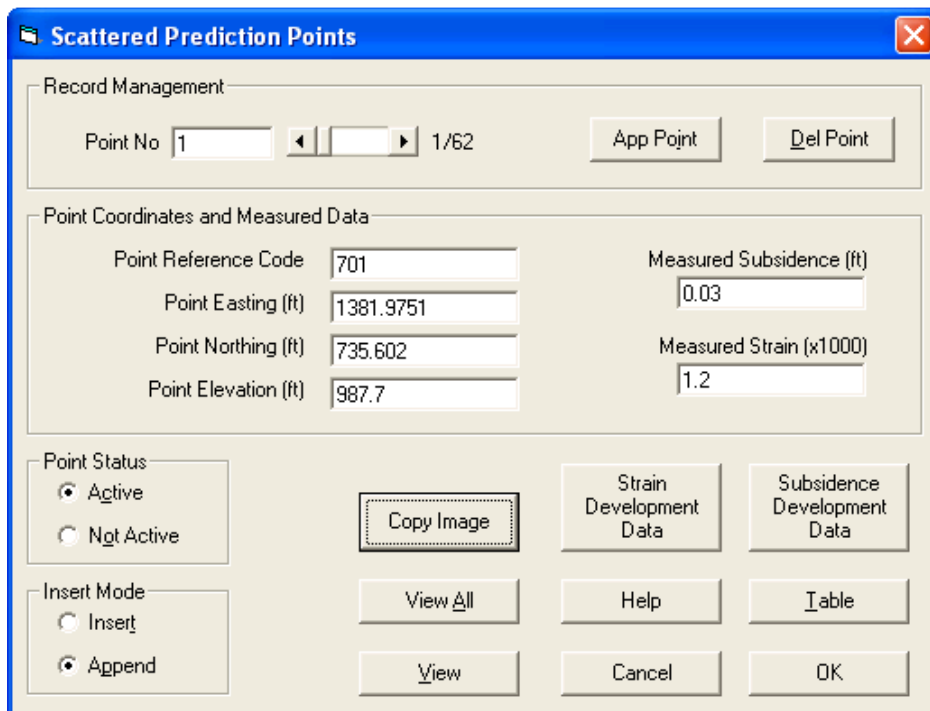 Scattered Prediction Points
Record Management
Point No 1 1/62 App Point Del Point
Point Coordinates and Measured Data
Point Reference Code 701
Point Easting (ft) 1381.9751
Point Northing (ft) 735.602
Point Elevation (ft) 987.7
Measured Subsidence (ft)
0.03
Measured Strain (x1000)
1.2
Point Status
Active
Not Active
Insert Mode
Insert
Append
Copy Image
Strain
Development
Data
Subsidence
Development
Data
View All Help Table
View Cancel OK